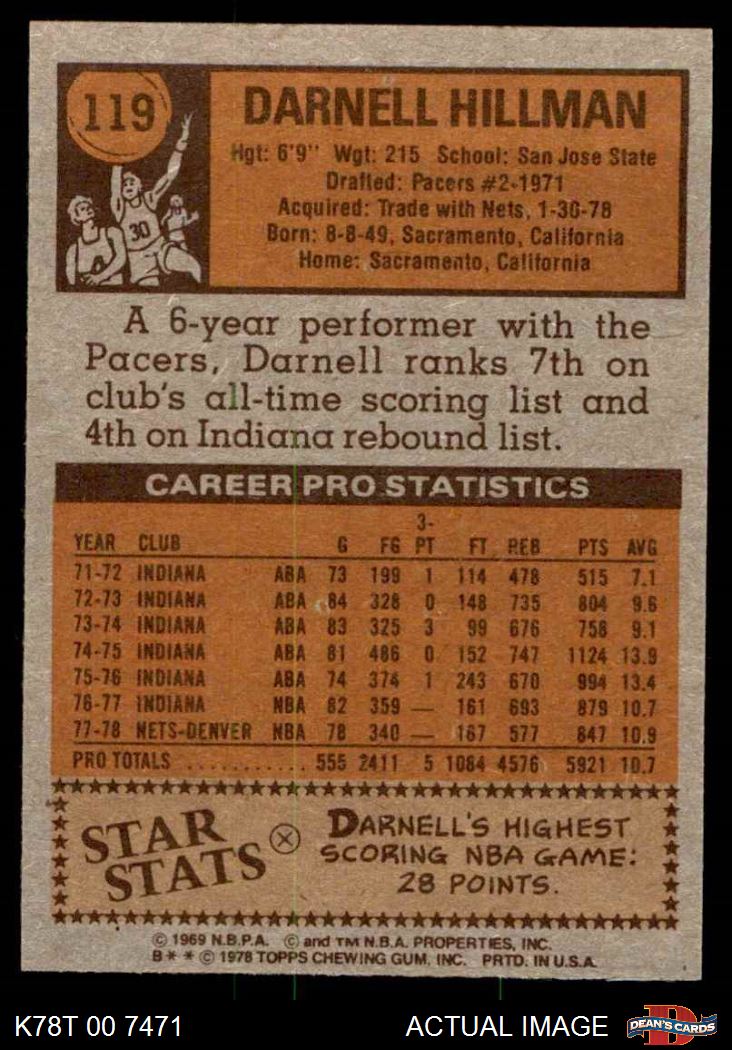 119
DARNELL HILLMAN
Hgt: 6'9" Wgt: 215 School: San Jose State
Drafted: Pacers #2-1971
Acquired: Trade with Nets, 1-30-78
Born: 8-8-49, Sacramento, California
Home: Sacramento, California
30
A 6-year performer with the
Pacers, Darnell ranks 7th on
club's all-time scoring list and
4th on Indiana rebound list.
CAREER PRO STATISTICS
YEAR CLUB G FG 3-PT FT REB PTS AVG
71-72 INDIANA ABA 73 199 1 114 478 515 7.1
72-73 INDIANA ABA 84 328 0 148 735 804 9.6
73-74 INDIANA ABA 83 325 3 99 676 758 9.1
74-75 INDIANA ABA 81 486 0 152 747 1124 13.9
75-76 INDIANA ABA 74 374 1 243 670 994 13.4
76-77 INDIANA NBA 82 359 — 161 693 879 10.7
77-78 NETS-DENVER NBA 78 340 — 167 577 847 10.9
PRO TOTALS ........... 555 2411 5 1084 4576 5921 10.7
STAR STATS
DARNELL'S HIGHEST
SCORING NBA GAME:
28 POINTS.
© 1969 N.B.P.A. © and TM N.B.A. PROPERTIES, INC.
B * * © 1978 TOPPS CHEWING GUM, INC. PRTD. IN U.S.A.
K78T 00 7471 ACTUAL IMAGE DEAN'S CARDS